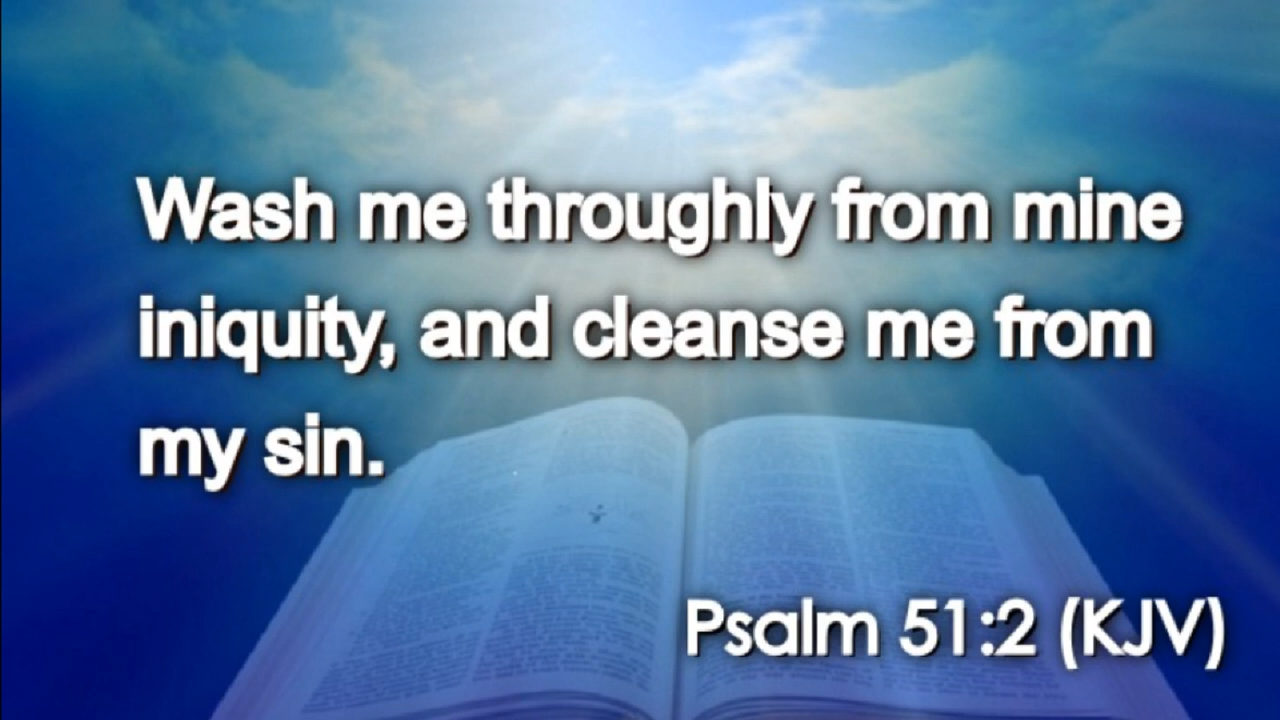 Wash me throughly from mine
iniquity, and cleanse me from
my sin.
Psalm 51:2 (KJV)